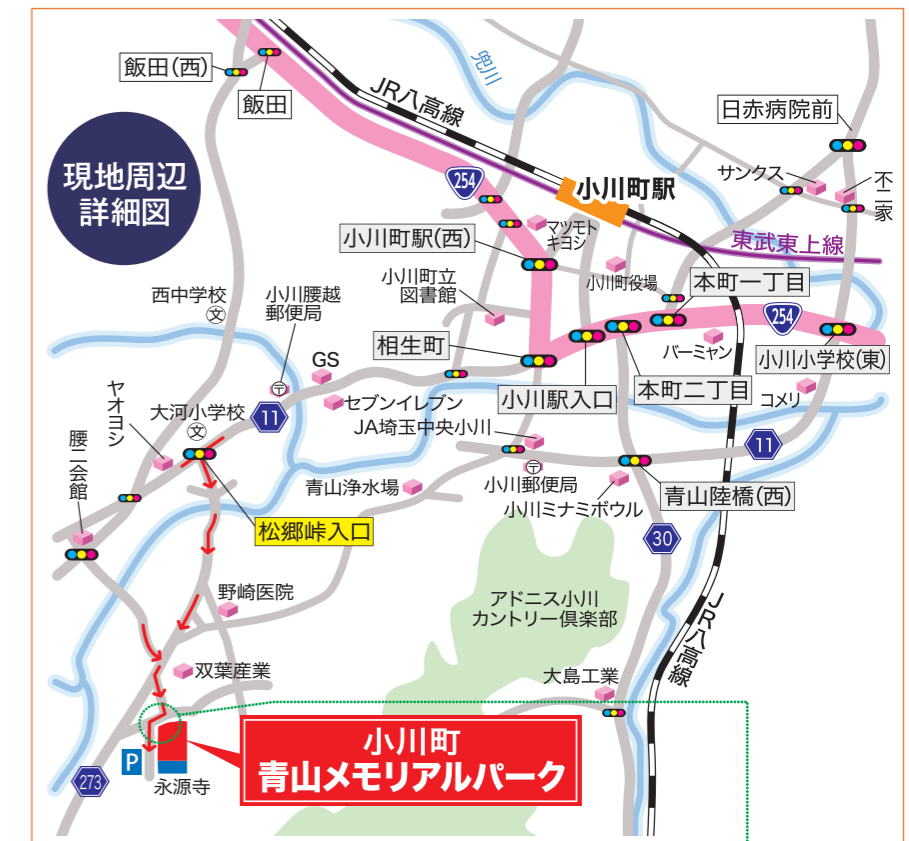 飯田(西)
飯田
現地周辺
詳細図
JR八高線
兜川
日赤病院前
サンクス
不二家
254
小川町駅
マツモト
キヨシ
小川町駅(西)
東武東上線
小川町役場
小川町立
図書館
本町一丁目
西中学校
文
小川腰越
郵便局
〒
GS
相生町
254
バーミヤン
小川小学校(東)
小川駅入口
本町二丁目
コメリ
ヤオヨシ
大河小学校
文
11
セブンイレブン
JA埼玉中央小川
11
腰二会館
青山浄水場
〒
小川郵便局
小川ミナミボウル
青山陸橋(西)
松郷峠入口
30
野崎医院
アドニス小川
カントリー倶楽部
JR八高線
双葉産業
大島工業
小川町
青山メモリアルパーク
P
273
永源寺